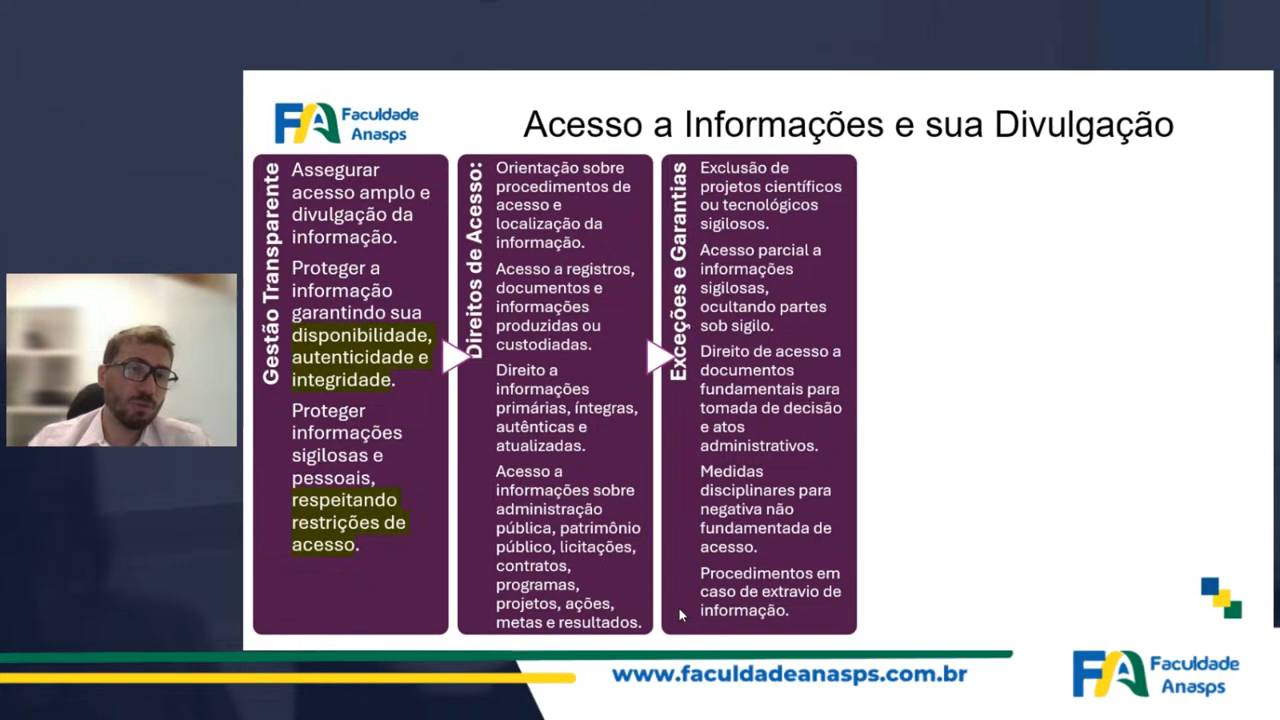 Faculdade
Anasps
Acesso a Informações e sua Divulgação
Gestão Transparente
Assegurar
acesso amplo e
divulgação da
informação.
Proteger a
informação
garantindo sua
disponibilidade,
autenticidade e
integridade.
Proteger
informações
sigilosas e
pessoais,
respeitando
restrições de
acesso.
Direitos de Acesso:
Orientação sobre
procedimentos de
acesso e
localização da
informação.
Acesso a registros,
documentos e
informações
produzidas ou
custodiadas.
Direito a
informações
primárias, íntegras,
autênticas e
atualizadas.
Acesso a
informações sobre
administração
pública, patrimônio
público, licitações,
contratos,
programas,
projetos, ações,
metas e resultados.
Exceções e Garantias
Exclusão de
projetos científicos
ou tecnológicos
sigilosos.
Acesso parcial a
informações
sigilosas,
ocultando partes
sob sigilo.
Direito de acesso a
documentos
fundamentais para
tomada de decisão
e atos
administrativos.
Medidas
disciplinares para
negativa não
fundamentada de
acesso.
Procedimentos em
caso de extravio de
informação.
www.faculdadeanasps.com.br
Faculdade
Anasps